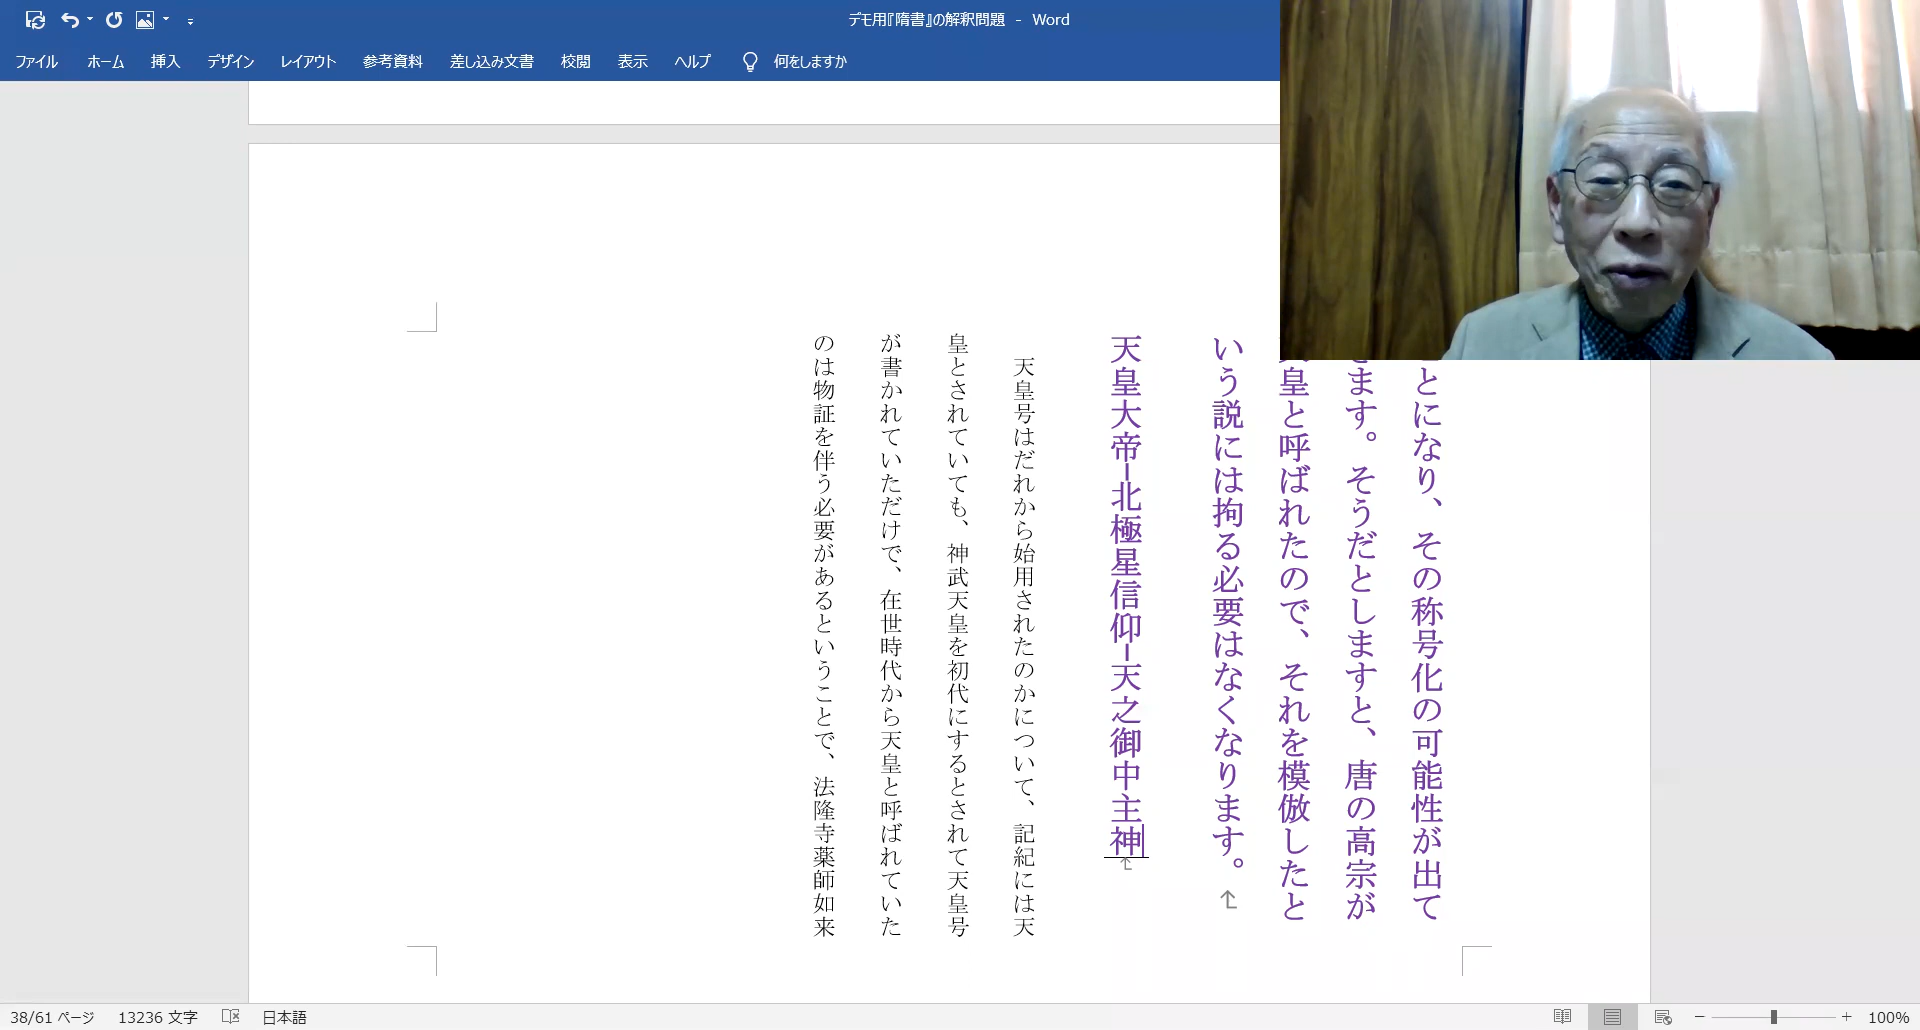 デモ用『隋書』の解釈問題 - Word
ファイル ホーム 挿入 デザイン レイアウト 参考資料 差し込み文書 校閲 表示 ヘルプ 何をしますか
とになり、その称号化の可能性が出て
きます。そうだとしますと、唐の高宗が
皇と呼ばれたので、それを模倣したと
いう説には拘る必要はなくなります。
天皇大帝-北極星信仰-天之御中主神
天皇号はだれから始用されたのかについて、記紀には天
皇とされていても、神武天皇を初代にするとされて天皇号
が書かれていただけで、在世時代から天皇と呼ばれていた
のは物証を伴う必要があるということで、法隆寺薬師如来
38/61 ページ 13236 文字 日本語 100%